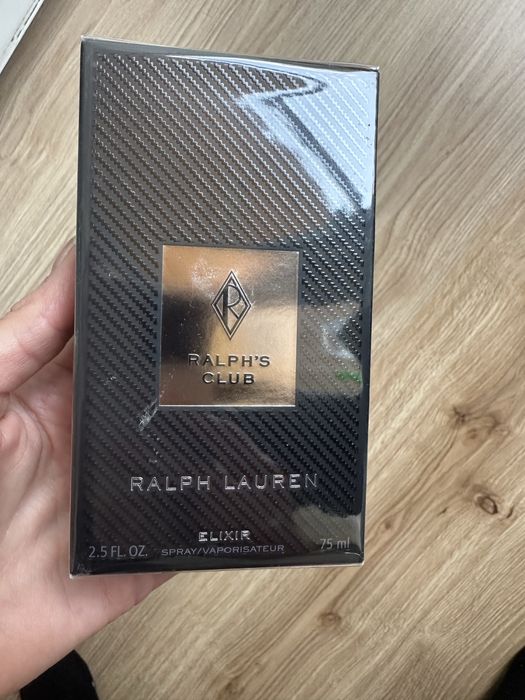 R
RALPH'S
CLUB
RALPH LAUREN
ELIXIR
2.5 FL. OZ. SPRAY/VAPORISATEUR 75 ml